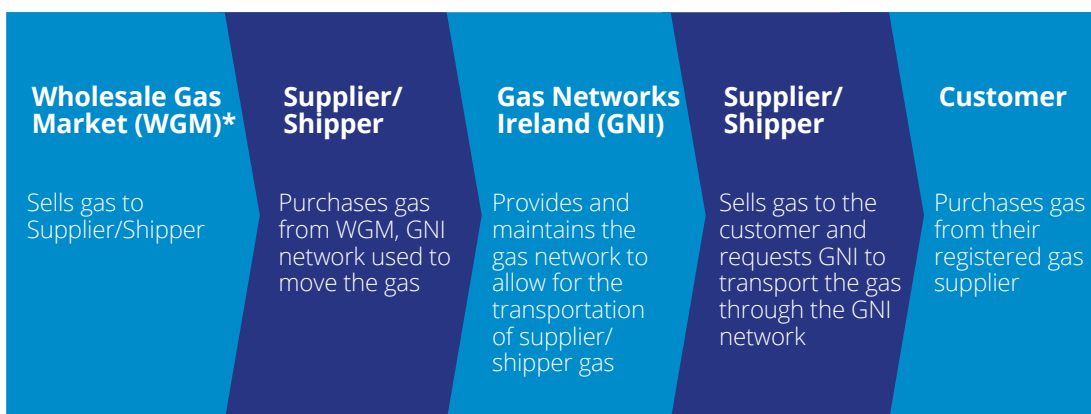 Wholesale Gas
Market (WGM)*
Sells gas to
Supplier/Shipper
Supplier/
Shipper
Purchases gas
from WGM, GNI
network used to
move the gas
Gas Networks
Ireland (GNI)
Provides and
maintains the
gas network to
allow for the
transportation
of supplier/
shipper gas
Supplier/
Shipper
Sells gas to the
customer and
requests GNI to
transport the gas
through the GNI
network
Customer
Purchases gas
from their
registered gas
supplier